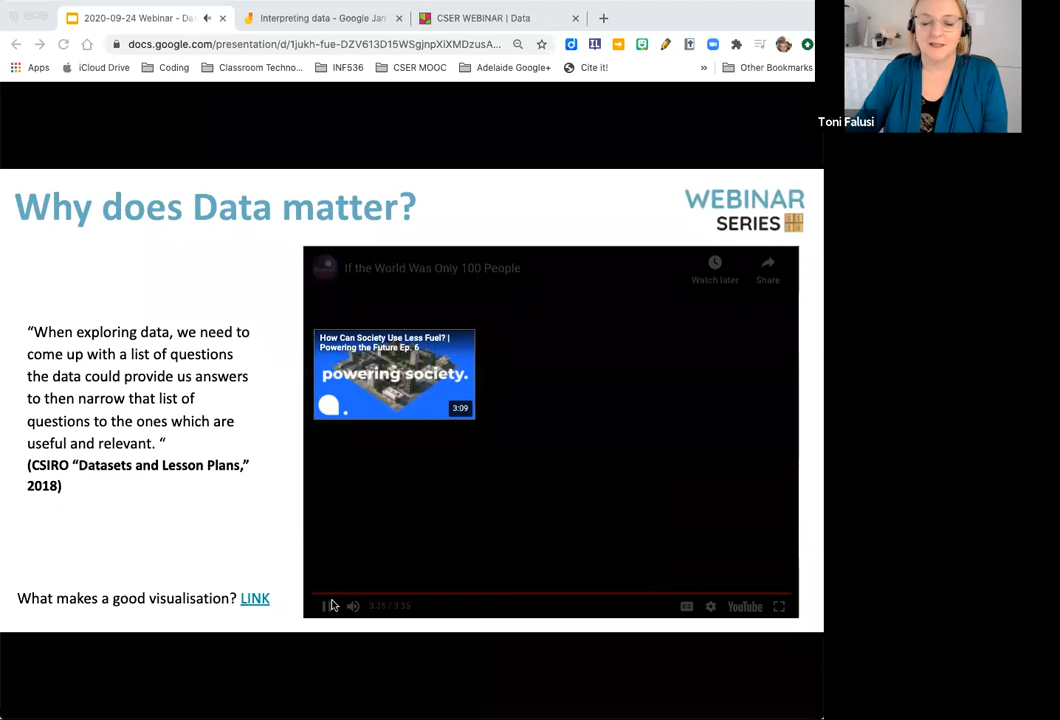 2020-09-24 Webinar - Da
Interpreting data - Google Jam
CSER WEBINAR | Data
docs.google.com/presentation/d/1jukh-fue-DZV613D15WSgjnpXiXMDzusA...
Apps
iCloud Drive
Coding
Classroom Techno...
INF536
CSER MOOC
Adelaide Google+
Cite it!
»
Other Bookmarks
Toni Falusi
Why does Data matter?
WEBINAR
SERIES
If the World Was Only 100 People
Watch later
Share
How Can Society Use Less Fuel? |
Powering the Future Ep. 6
powering society.
3:09
“When exploring data, we need to
come up with a list of questions
the data could provide us answers
to then narrow that list of
questions to the ones which are
useful and relevant. “
(CSIRO “Datasets and Lesson Plans,”
2018)
What makes a good visualisation? LINK
3:35 / 3:35
CC
YouTube